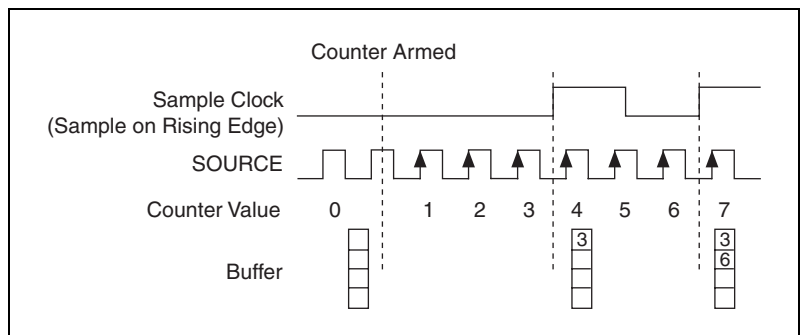 Counter Armed
Sample Clock
(Sample on Rising Edge)
SOURCE
Counter Value 0 1 2 3 4 5 6 7
3 3
6
Buffer